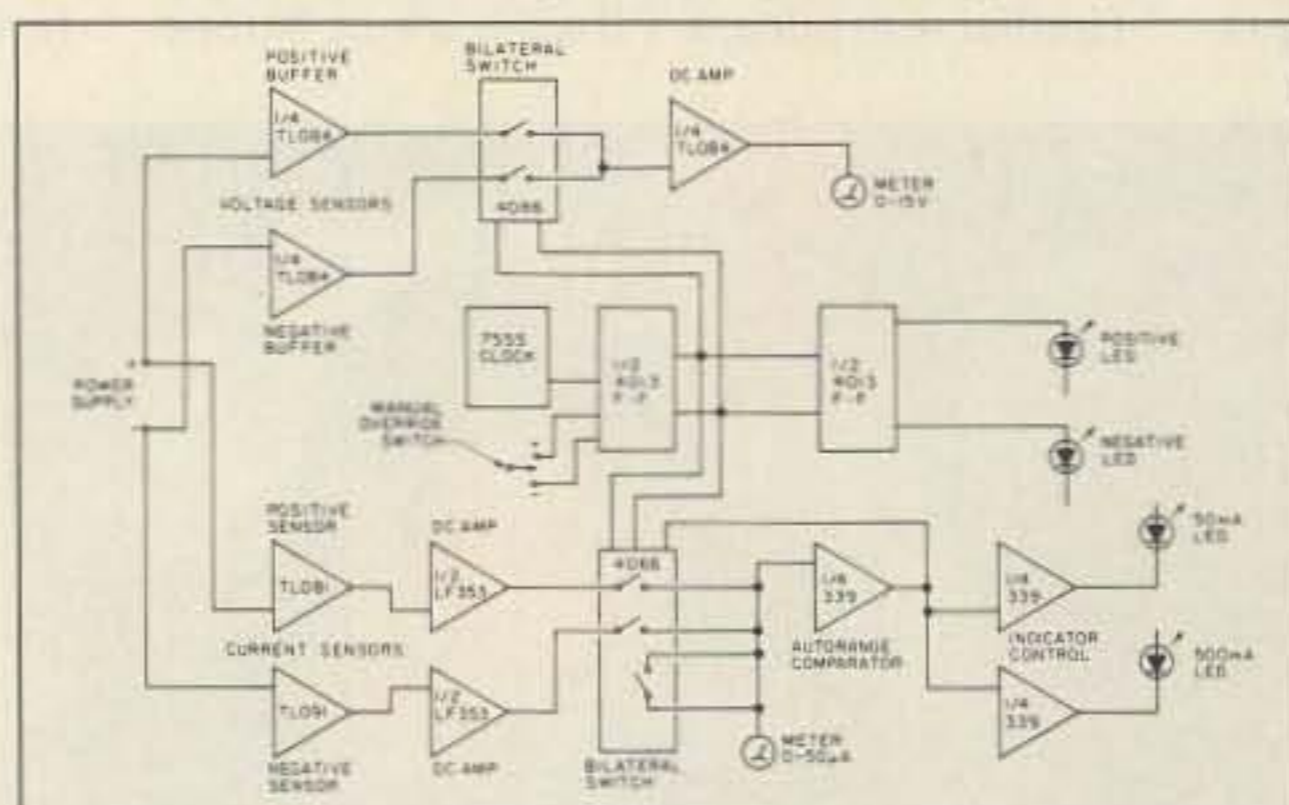 POSITIVE
BUFFER
BILATERAL
SWITCH
DC AMP
1/4
TL084
1/4
TL084
METER
0-15V
VOLTAGE SENSORS
4066
1/4
TL084
NEGATIVE
BUFFER
7555
CLOCK
1/2
4013
F-F
1/2
4013
F-F
POSITIVE
LED
+
POWER
SUPPLY
-
MANUAL
OVERRIDE
SWITCH
+
-
NEGATIVE
LED
POSITIVE
SENSOR
DC AMP
4066
50mA
LED
TL081
1/2
LF353
339
1/4
339
CURRENT SENSORS
AUTORANGE
COMPARATOR
INDICATOR
CONTROL
500mA
LED
1/2
LF353
1/4
339
METER
0-50µA
NEGATIVE
SENSOR
DC AMP
BILATERAL
SWITCH